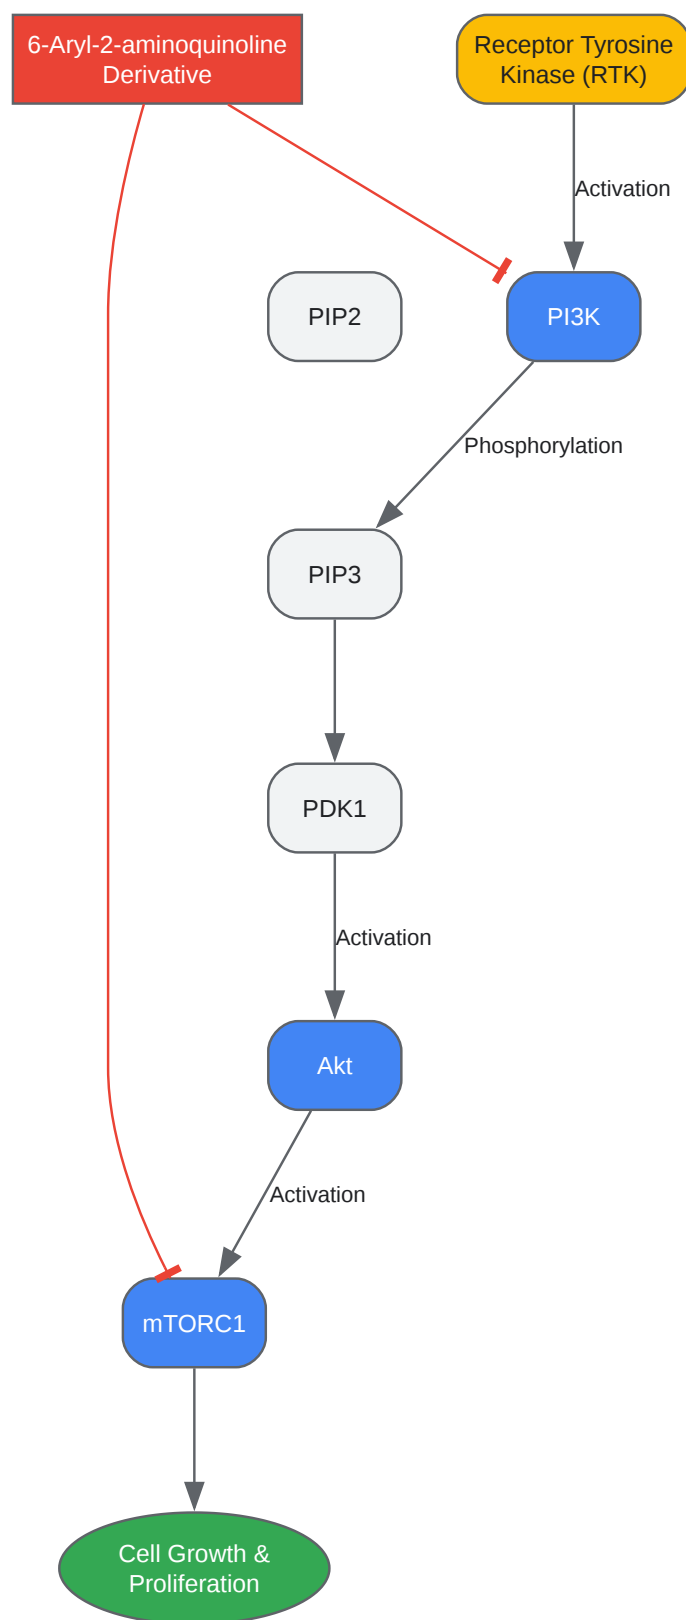 6-Aryl-2-aminoquinoline
Derivative
Receptor Tyrosine
Kinase (RTK)
Activation
PIP2
PI3K
Phosphorylation
PIP3
PDK1
Activation
Akt
Activation
mTORC1
Cell Growth &
Proliferation